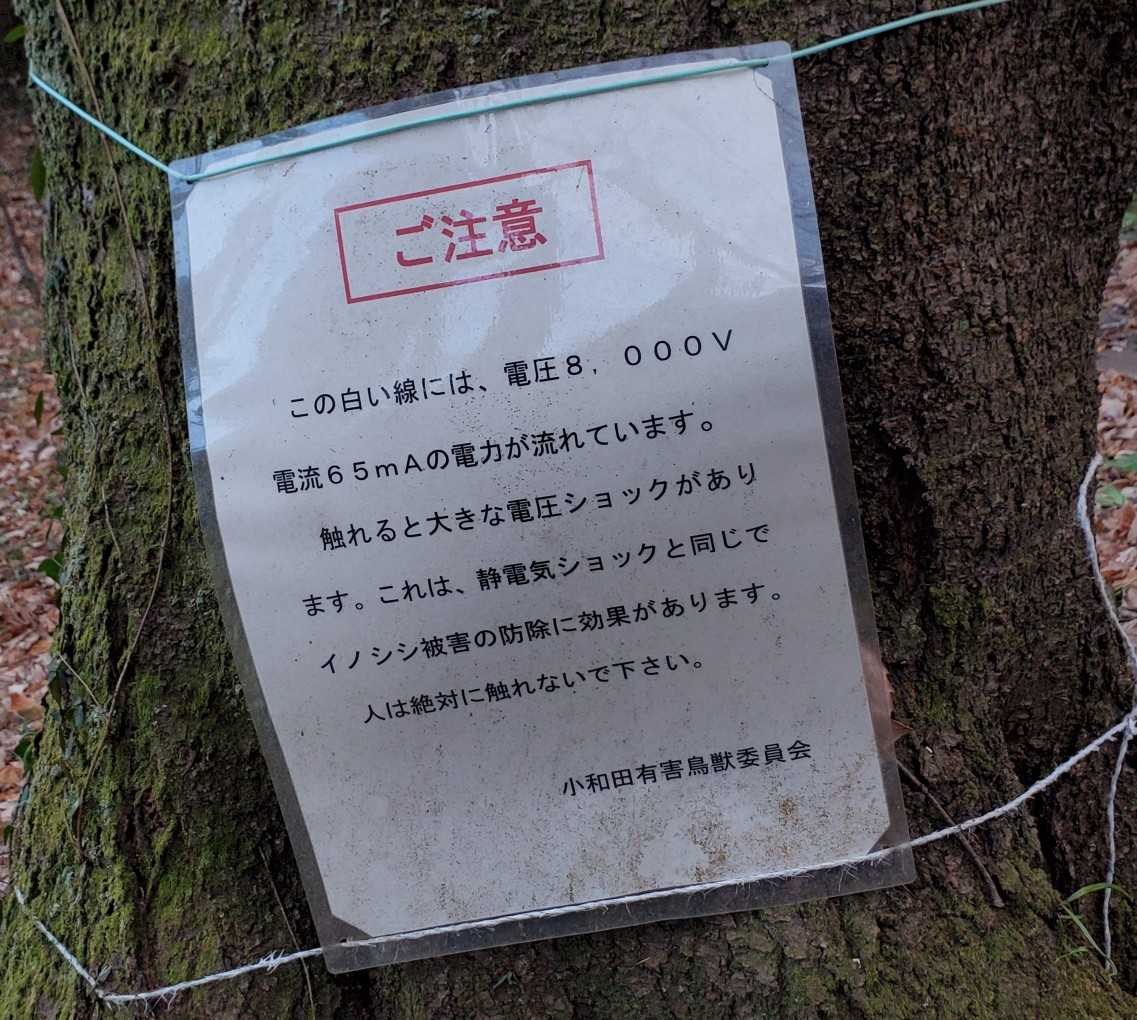 ご注意
この白い線には、電圧８，０００Ｖ
電流６５ｍＡの電力が流れています。
触れると大きな電圧ショックがあり
ます。これは、静電気ショックと同じで
イノシシ被害の防除に効果があります。
人は絶対に触れないで下さい。
小和田有害鳥獣委員会